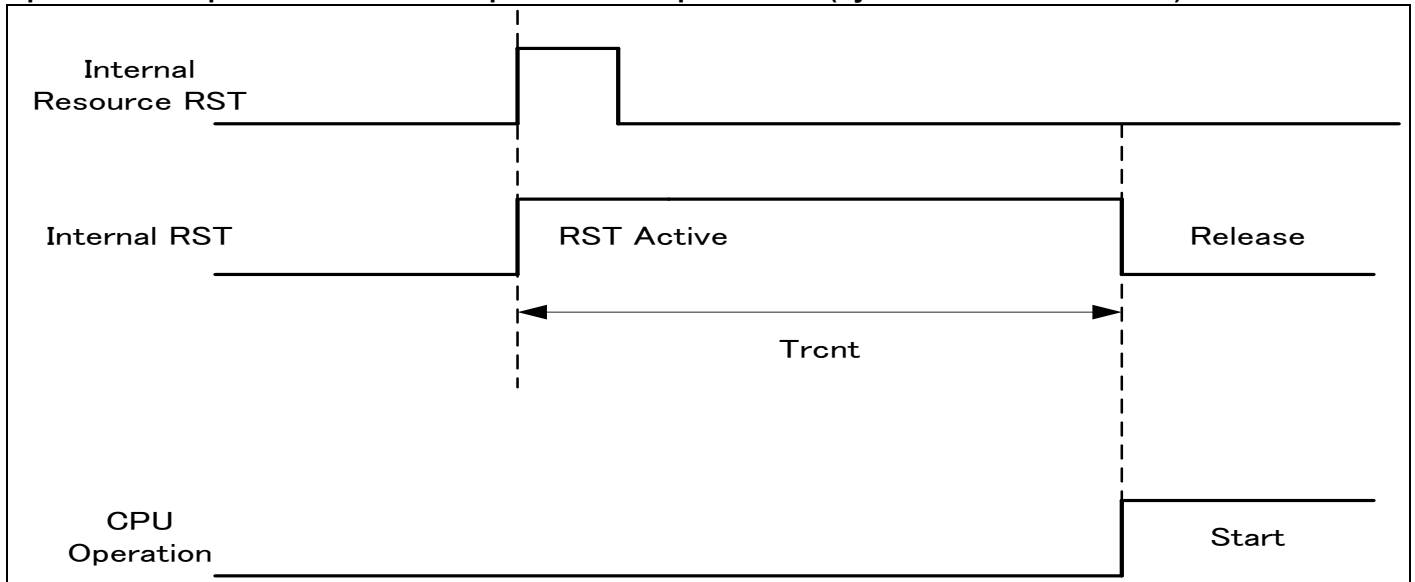 Internal
Resource RST
Internal RST
RST Active
Release
Trcnt
CPU
Operation
Start